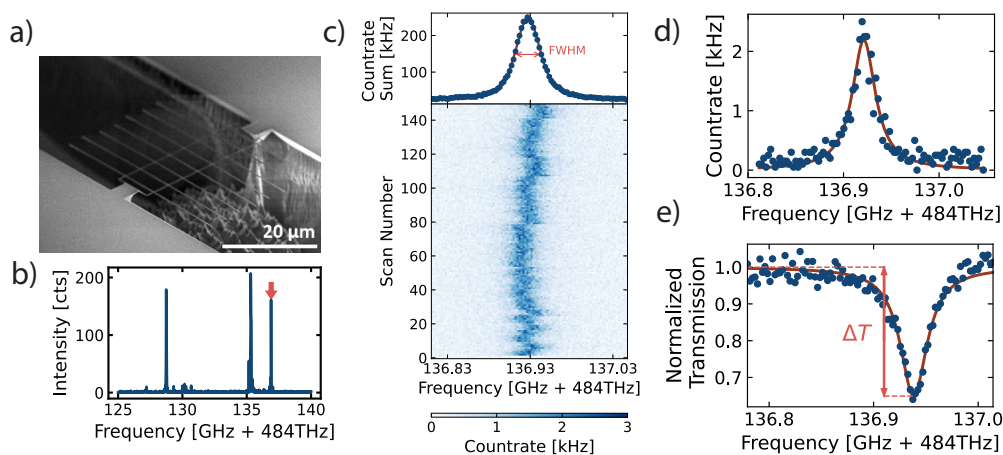 a)
20 μm
b)
Intensity [cts]
200
100
0
125
130
135
140
Frequency [GHz + 484THz]
c)
Countrate
Sum [kHz]
200
100
FWHM
Scan Number
140
120
100
80
60
40
20
0
136.83
136.93
137.03
Frequency [GHz + 484THz]
0
1
2
3
Countrate [kHz]
d)
Countrate [kHz]
2
1
0
136.8
136.9
137.0
Frequency [GHz + 484THz]
e)
Normalized
Transmission
1.0
0.9
0.8
0.7
ΔT
136.8
136.9
137.0
Frequency [GHz + 484THz]